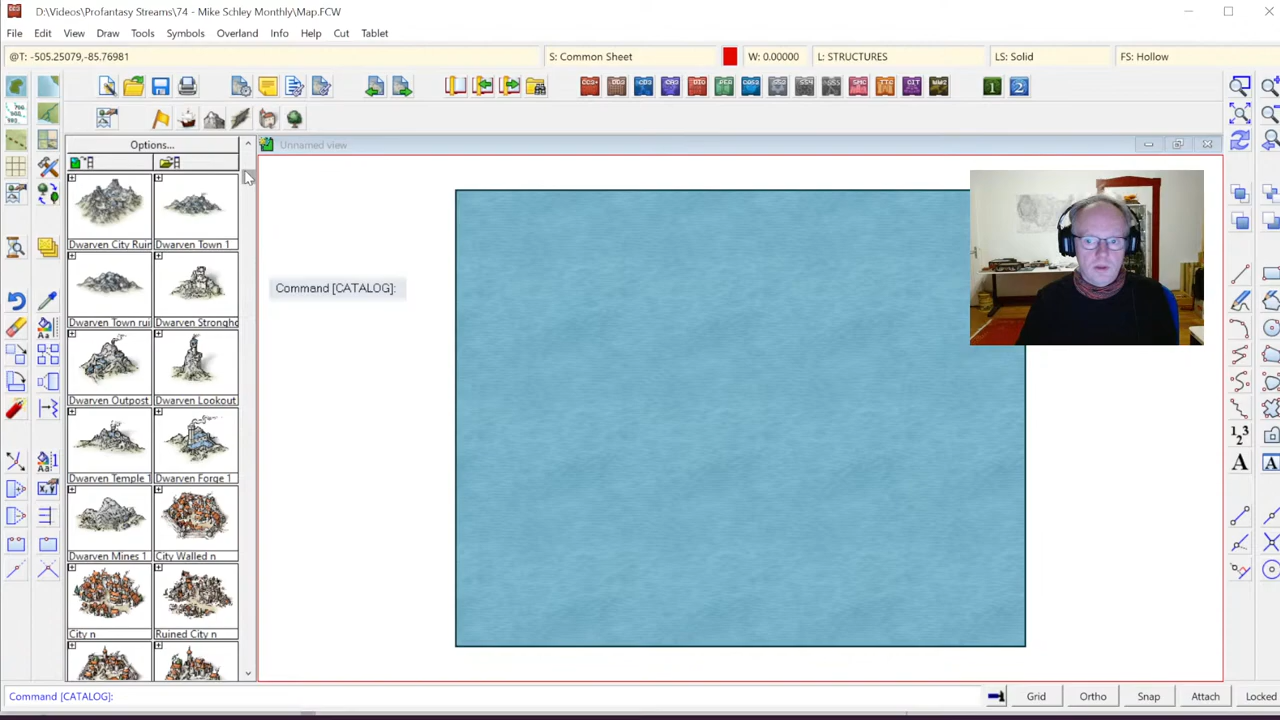 D:\Videos\Profantasy Streams\74 - Mike Schley Monthly\Map.FCW
File Edit View Draw Tools Symbols Overland Info Help Cut Tablet
@T: -505.25079,-85.76981 S: Common Sheet W: 0.00000 L: STRUCTURES LS: Solid FS: Hollow
Options...
Unnamed view
Dwarven City Ruin Dwarven Town 1
Command [CATALOG]:
Dwarven Town rui Dwarven Strongho
Dwarven Outpost Dwarven Lookout
Dwarven Temple 1 Dwarven Forge 1
Dwarven Mines 1 City Walled n
City n Ruined City n
Command [CATALOG]: Grid Ortho Snap Attach Locked